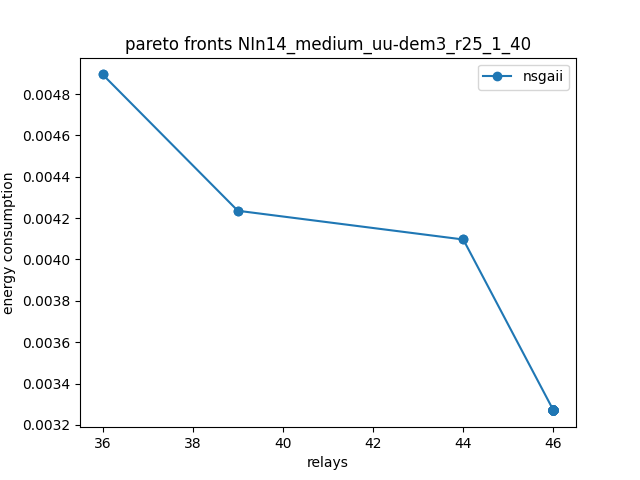 pareto fronts NIn14_medium_uu-dem3_r25_1_40
nsgaii
energy consumption
0.0048
0.0046
0.0044
0.0042
0.0040
0.0038
0.0036
0.0034
0.0032
36 38 40 42 44 46
relays